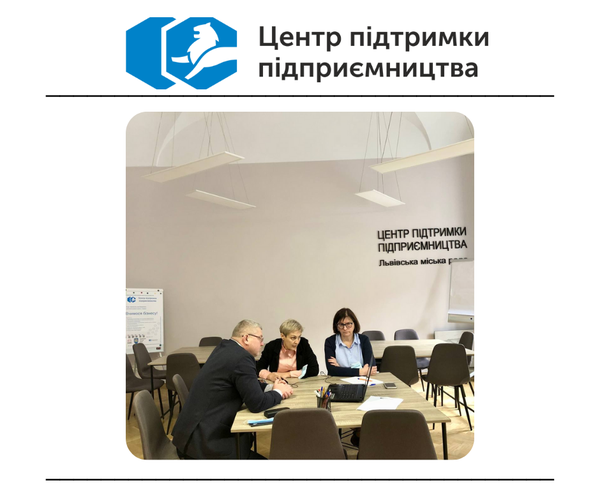 Центр підтримки
підприємництва
ЦЕНТР ПІДТРИМКИ
ПІДПРИЄМНИЦТВА
Львівська міська рада